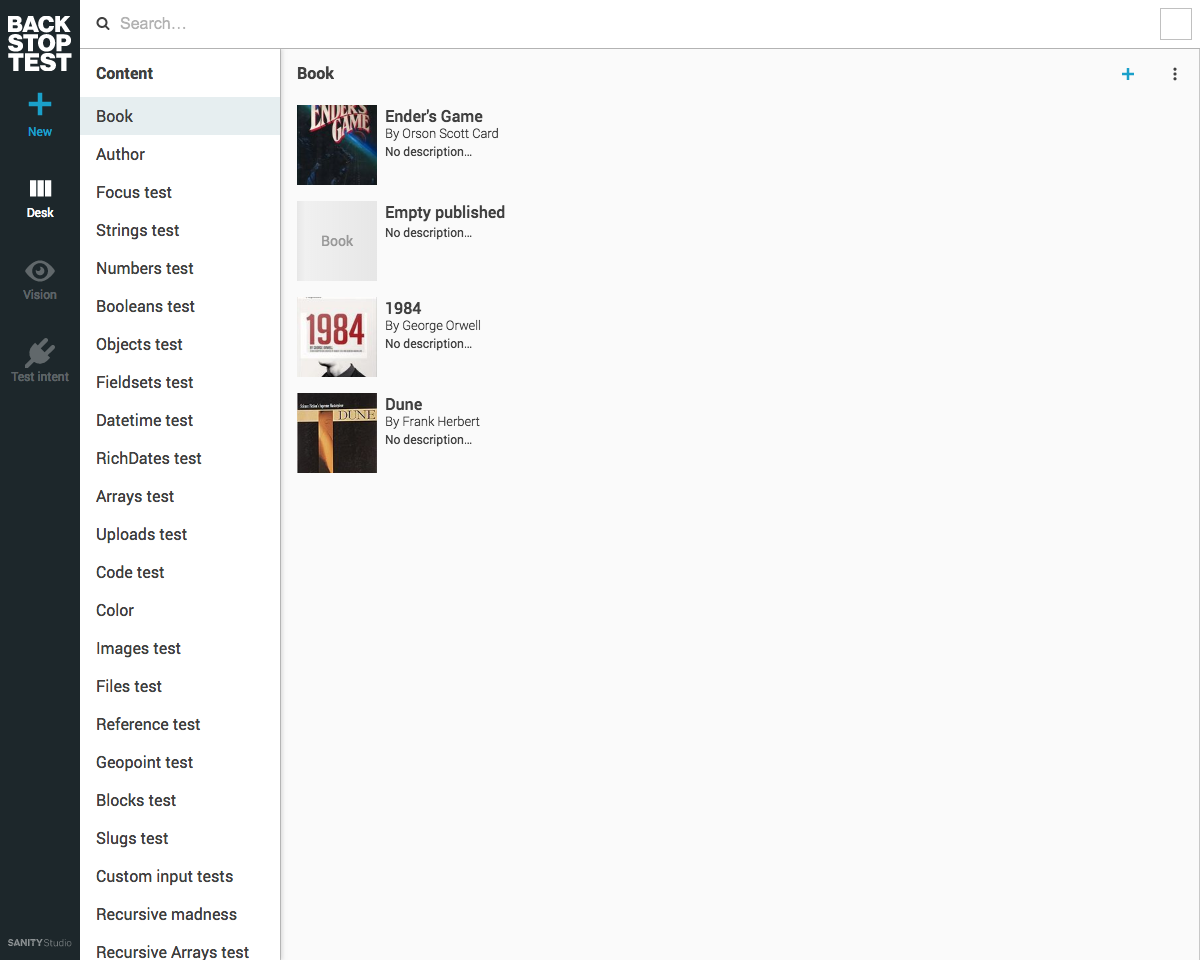 BACK
STOP
TEST
Search…
New
Desk
Vision
Test intent
SANITY Studio
Content
Book
Author
Focus test
Strings test
Numbers test
Booleans test
Objects test
Fieldsets test
Datetime test
RichDates test
Arrays test
Uploads test
Code test
Color
Images test
Files test
Reference test
Geopoint test
Blocks test
Slugs test
Custom input tests
Recursive madness
Recursive Arrays test
Book
ENDER'S
GAME
Ender's Game
By Orson Scott Card
No description...
Book
Empty published
No description...
1984
1984
By George Orwell
No description...
DUNE
Dune
By Frank Herbert
No description...